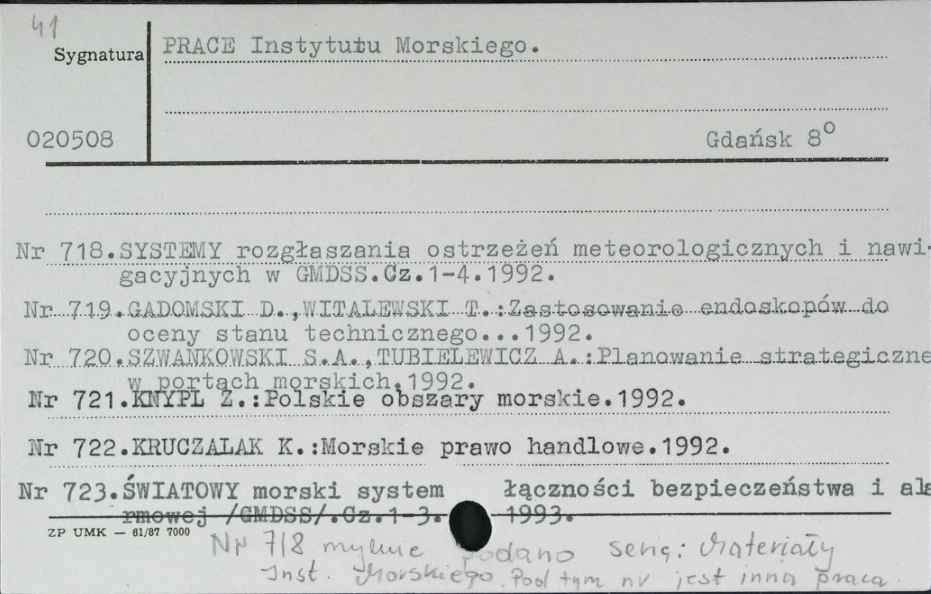 41
Sygnatura
PRACE Instytutu Morskiego.
020508
Gdańsk 8°
Nr 718.SYSTEMY rozgłaszania ostrzeżeń meteorologicznych i nawi-
gacyjnych w GMDSS.Cz.1-4.1992.
Nr 719.GADOMSKI D.,WITALEWSKI T.:Zastosowanie endoskopów do
oceny stanu technicznego...1992.
Nr 720.SZWANKOWSKI S.A.,TUBIELEWICZ A.:Planowanie strategiczne
w portach morskich.1992.
Nr 721.KNYPL Z.:Polskie obszary morskie.1992.
Nr 722.KRUCZALAK K.:Morskie prawo handlowe.1992.
Nr 723.ŚWIATOWY morski system łączności bezpieczeństwa i ala
rmowej /GMDSS/.Cz.1-3. 1993.
ZP UMK — 61/87 7000
Nr 718 mylnie podano serię: Materiały
Inst. Morskiego. Pod tym nr jest inna praca.